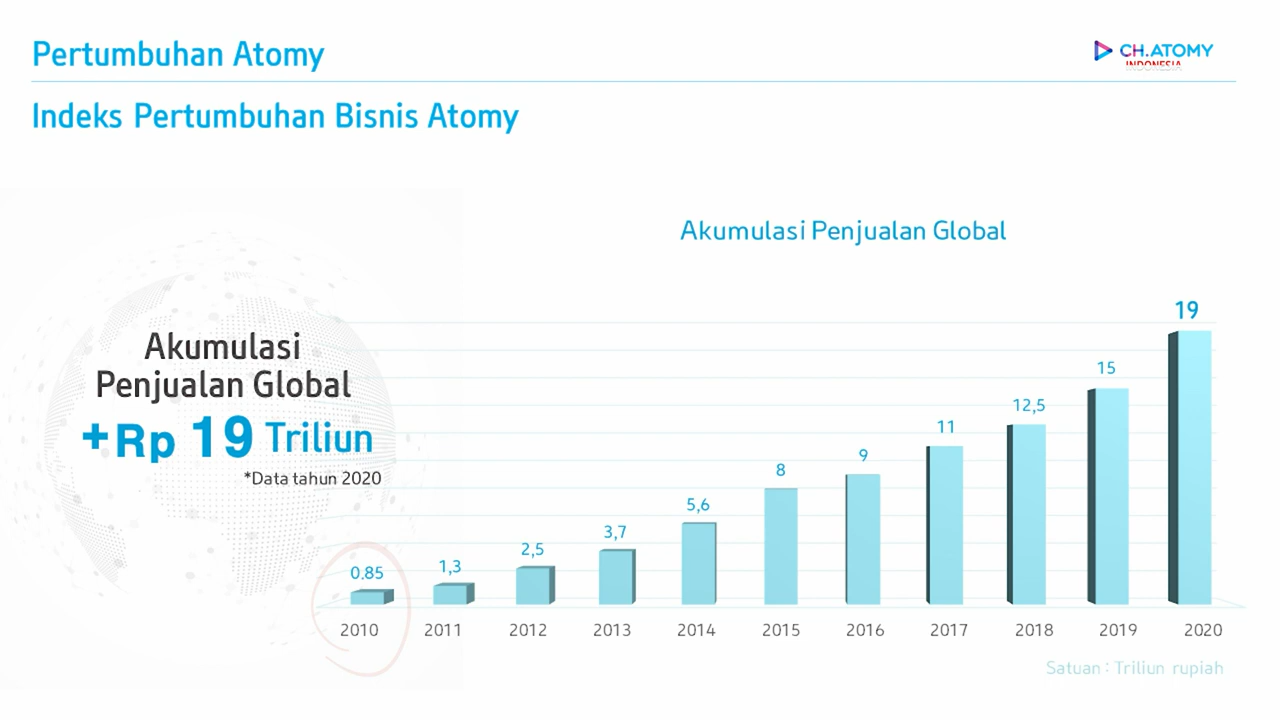 Pertumbuhan Atomy
CH.ATOMY
INDONESIA
Indeks Pertumbuhan Bisnis Atomy
Akumulasi
Penjualan Global
+Rp 19 Triliun
*Data tahun 2020
Akumulasi Penjualan Global
0.85 1,3 2,5 3,7 5,6 8 9 11 12,5 15 19
2010 2011 2012 2013 2014 2015 2016 2017 2018 2019 2020
Satuan : Triliun rupiah